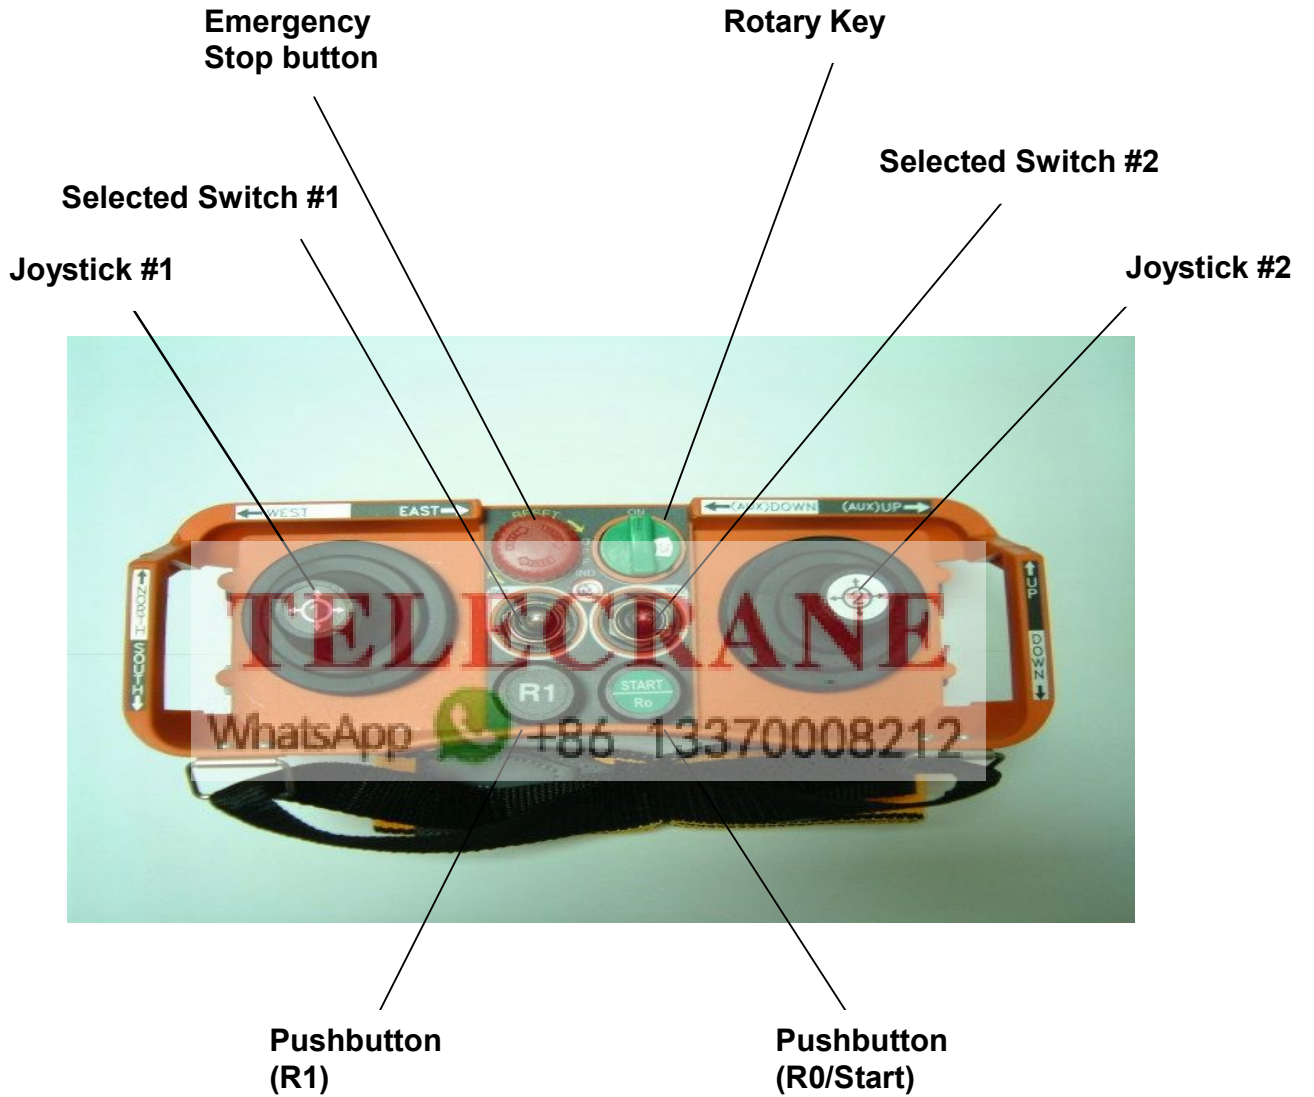 Emergency
Stop button
Rotary Key
Selected Switch #2
Selected Switch #1
Joystick #1
Joystick #2
WEST EAST
(AUX)DOWN (AUX)UP
RESET
ON
NORTH SOUTH
UP DOWN
1
2
TELECRANE
R1
START
Ro
WhatsApp +86 13370008212
Pushbutton
(R1)
Pushbutton
(R0/Start)